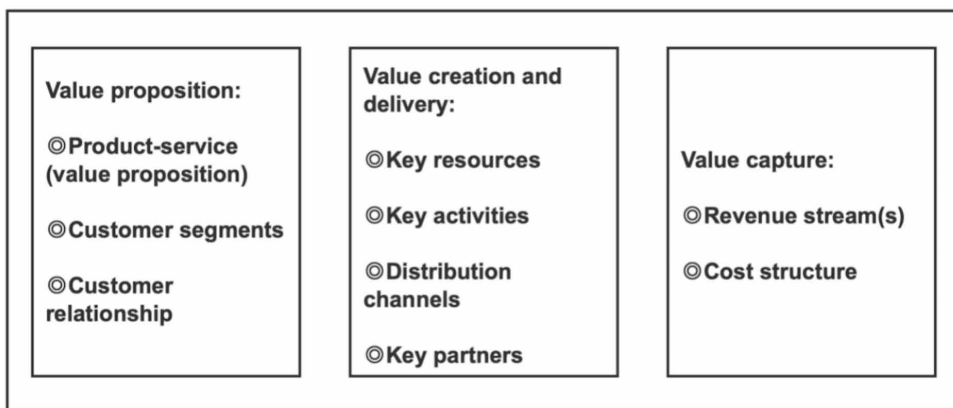 Value proposition:
◎Product-service
(value proposition)
◎Customer segments
◎Customer
relationship
Value creation and
delivery:
◎Key resources
◎Key activities
◎Distribution
channels
◎Key partners
Value capture:
◎Revenue stream(s)
◎Cost structure